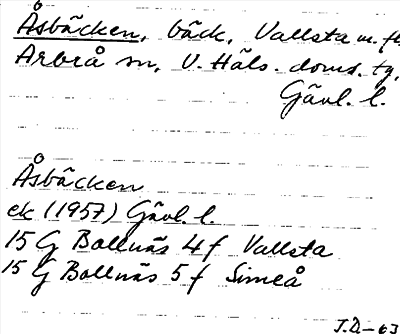 Åsbäcken, bäck, Vallsta m. fl.
Arbrå sn, V. Häls. doms. tg,
Gävl. l.
Åsbäcken
ek (1957) Gävl. l.
15 G Bollnäs 4 f Vallsta
15 G Bollnäs 5 f Simeå
J.D-63